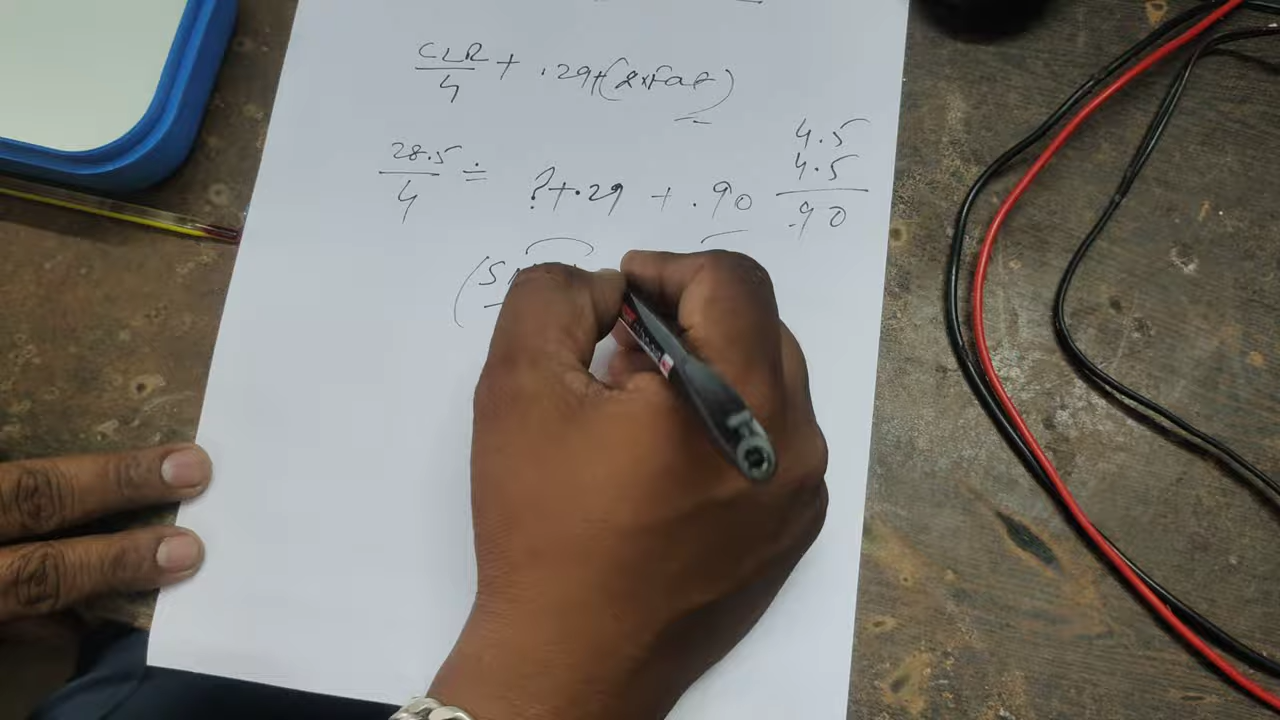 CLR/4 + .29+(2xFat)
4.5
28.5/4 = ?+.29 + .90
4.5
.90